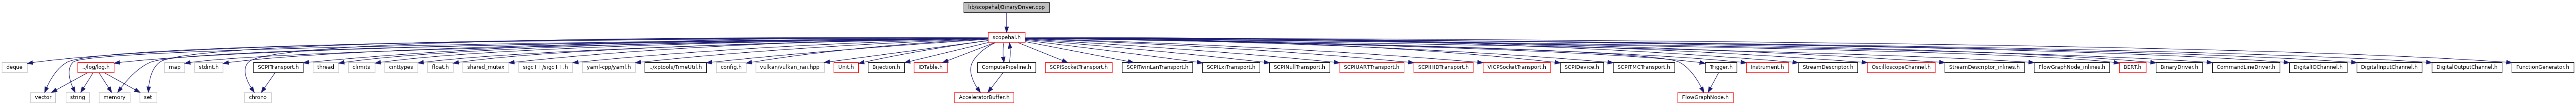 lib/scopehal/BinaryDriver.cpp
scopehal.h
deque
../log/log.h
map
stdint.h
SCPITransport.h
thread
climits
cinttypes
float.h
shared_mutex
sigc++/sigc++.h
yaml-cpp/yaml.h
../xptools/TimeUtil.h
config.h
vulkan/vulkan_raii.hpp
Unit.h
Bijection.h
IDTable.h
ComputePipeline.h
SCPISocketTransport.h
SCPITwinLanTransport.h
SCPILxiTransport.h
SCPINullTransport.h
SCPIUARTTransport.h
SCPIHIDTransport.h
VICPSocketTransport.h
SCPIDevice.h
SCPITMCTransport.h
Trigger.h
Instrument.h
StreamDescriptor.h
OscilloscopeChannel.h
StreamDescriptor_inlines.h
FlowGraphNode_inlines.h
BERT.h
BinaryDriver.h
CommandLineDriver.h
DigitalIOChannel.h
DigitalInputChannel.h
DigitalOutputChannel.h
FunctionGenerator.h
vector
string
memory
set
chrono
AcceleratorBuffer.h
FlowGraphNode.h